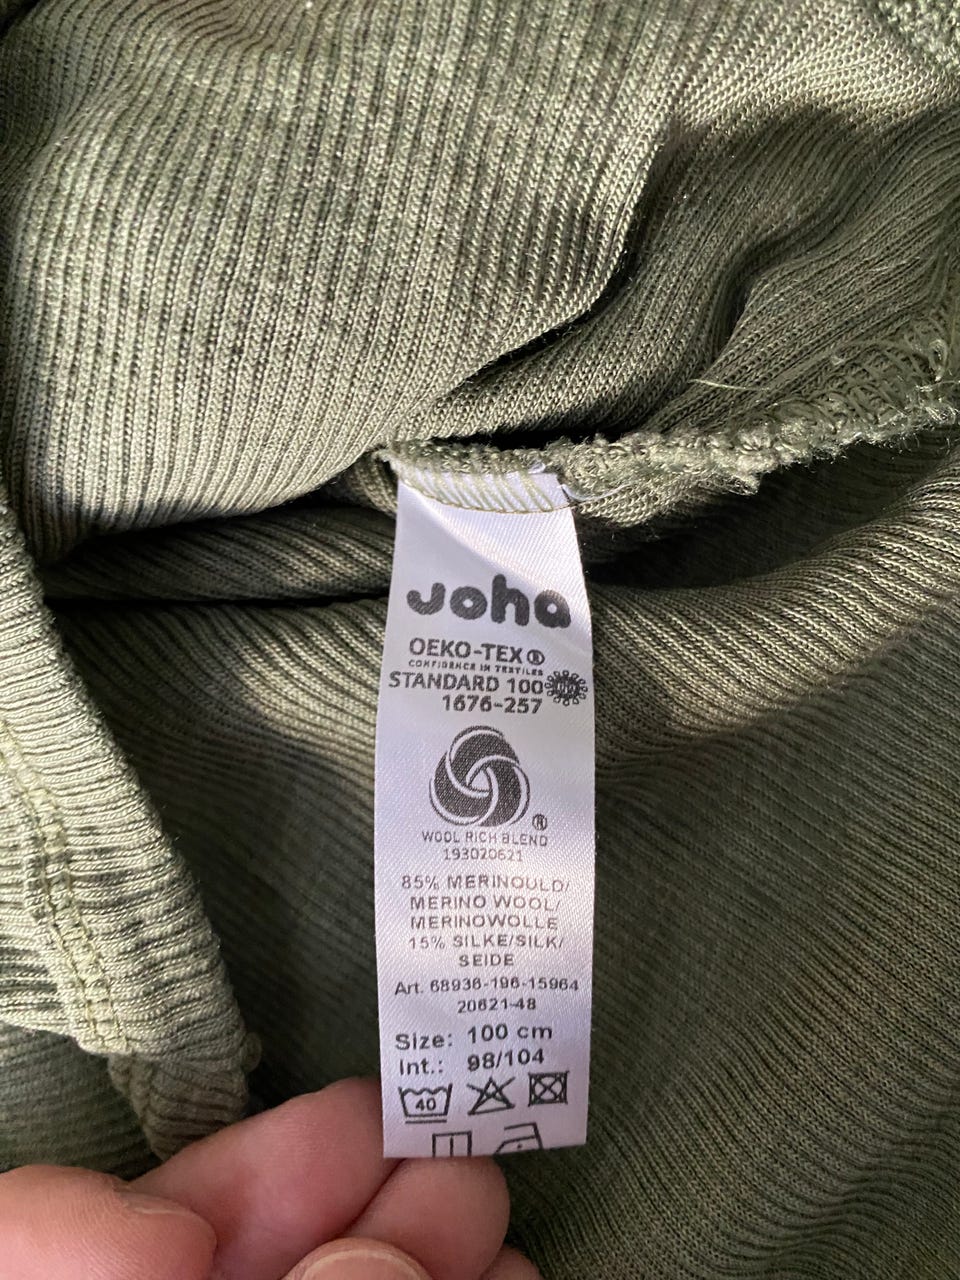 Joha
OEKO-TEX®
CONFIDENCE IN TEXTILES
STANDARD 100
1676-257
®
WOOL RICH BLEND
193020621
85% MERINOULD/
MERINO WOOL/
MERINOWOLLE
15% SILKE/SILK/
SEIDE
Art. 68936-196-15964
20621-48
Size: 100 cm
Int.: 98/104
40